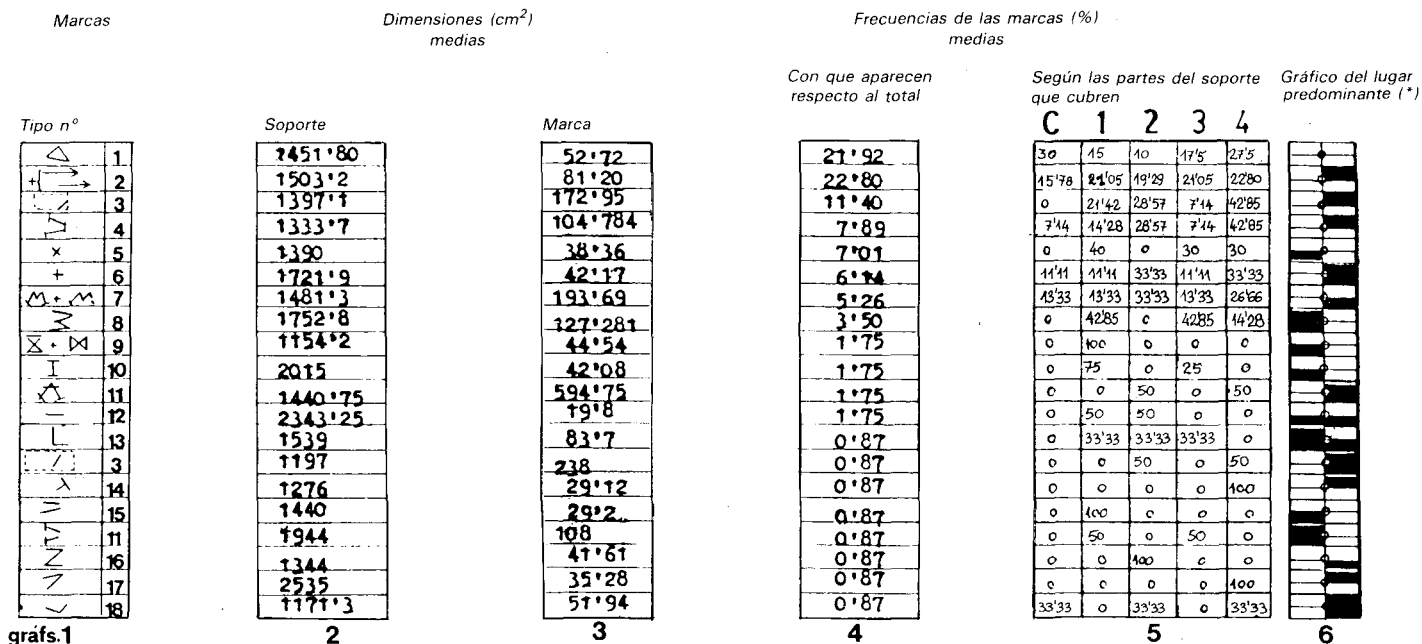 Marcas Dimensiones (cm²) Frecuencias de las marcas (%)
medias medias
Con que aparecen Según las partes del soporte Gráfico del lugar
respecto al total que cubren predominante (*)
Tipo nº Soporte Marca C 1 2 3 4
1 1451'80 52'72 21'92 30 15 10 17'5 27'5
2 1503'2 81'20 22'80 15'78 21'05 19'29 21'05 22'80
3 1397'1 172'95 11'40 0 21'42 28'57 7'14 42'85
4 1333'7 104'784 7'89 7'14 14'28 28'57 7'14 42'85
× 5 1390 38'36 7'01 0 40 0 30 30
+ 6 1721'9 42'17 6'14 11'11 11'11 33'33 11'11 33'33
7 1481'3 193'69 5'26 13'33 13'33 33'33 13'33 26'66
8 1752'8 127'281 3'50 0 42'85 0 42'85 14'28
9 1154'2 44'54 1'75 0 100 0 0 0
10 2015 42'08 1'75 0 75 0 25 0
11 1440'75 594'75 1'75 0 0 50 0 50
12 2343'25 19'8 1'75 0 50 50 0 0
13 1539 83'7 0'87 0 33'33 33'33 33'33 0
3 1197 238 0'87 0 0 50 0 50
14 1276 29'12 0'87 0 0 0 0 100
15 1440 29'2 0'87 0 100 0 0 0
11 1944 108 0'87 0 50 0 50 0
16 1344 41'61 0'87 0 0 100 0 0
17 2535 35'28 0'87 0 0 0 0 100
18 1171'3 51'94 0'87 33'33 0 33'33 0 33'33
gráfs.1 2 3 4 5 6